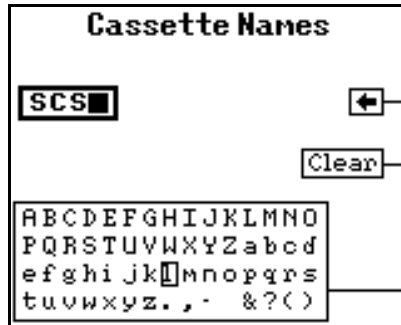 Cassette Names
SCS
Clear
ABCDEFGHIJKLMNO
PQRSTUVWXYZabcd
efghijklmnopqrs
tuvwxyz.,- &?()